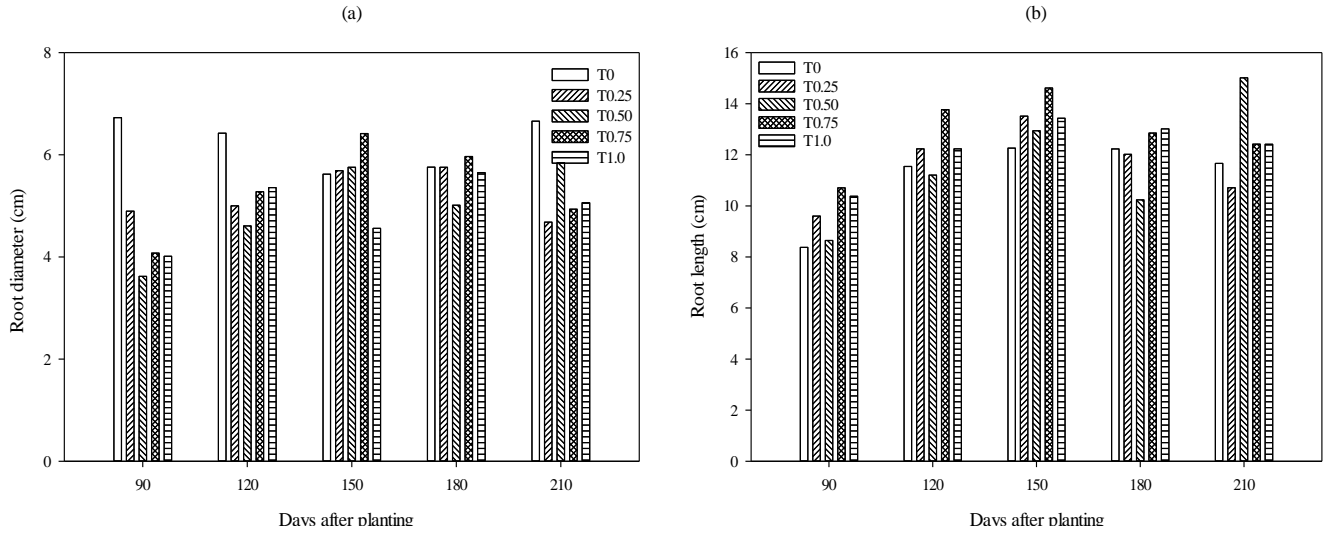 (a)
8
6
4
2
0
Root diameter (cm)
T0
T0.25
T0.50
T0.75
T1.0
90 120 150 180 210
Days after planting
(b)
16
14
12
10
8
6
4
2
0
Root length (cm)
T0
T0.25
T0.50
T0.75
T1.0
90 120 150 180 210
Days after planting